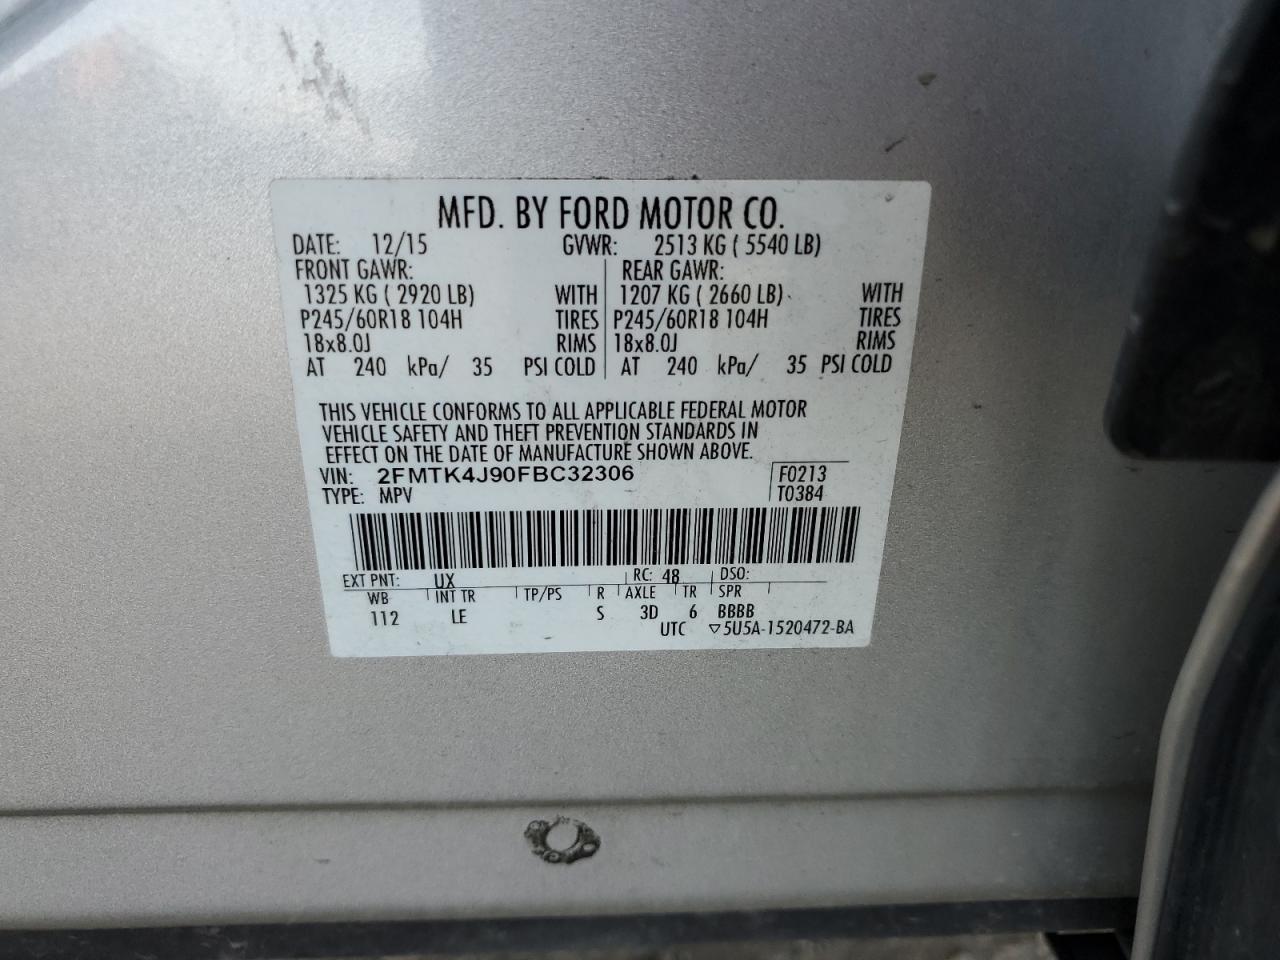 MFD. BY FORD MOTOR CO.
DATE: 12/15 GVWR: 2513 KG ( 5540 LB)
FRONT GAWR: REAR GAWR:
1325 KG ( 2920 LB) WITH 1207 KG ( 2660 LB) WITH
P245/60R18 104H TIRES P245/60R18 104H TIRES
18x8.0J RIMS 18x8.0J RIMS
AT 240 kPa/ 35 PSI COLD AT 240 kPa/ 35 PSI COLD
THIS VEHICLE CONFORMS TO ALL APPLICABLE FEDERAL MOTOR
VEHICLE SAFETY AND THEFT PREVENTION STANDARDS IN
EFFECT ON THE DATE OF MANUFACTURE SHOWN ABOVE.
VIN: 2FMTK4J90FBC32306 F0213
TYPE: MPV T0384
EXT PNT: UX RC: 48 DSO:
WB INT TR TP/PS R AXLE TR SPR
112 LE S 3D 6 BBBB
UTC ▽5U5A-1520472-BA